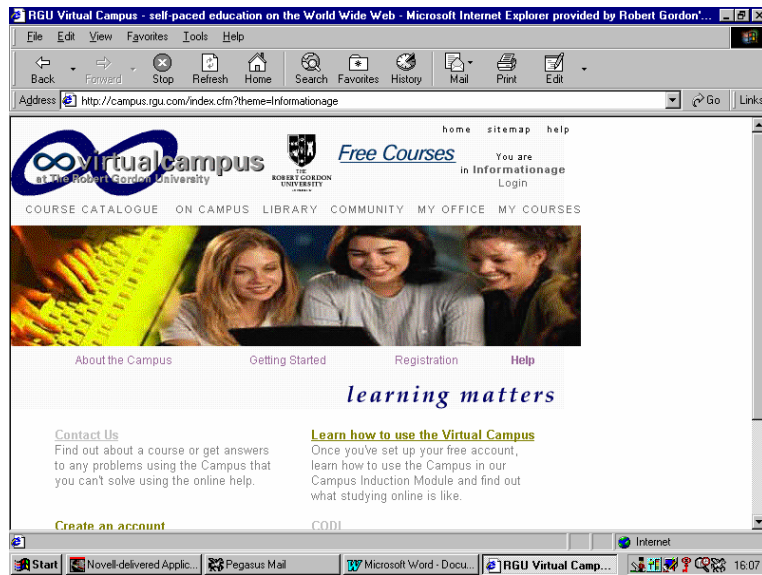 RGU Virtual Campus - self-paced education on the World Wide Web - Microsoft Internet Explorer provided by Robert Gordon'...
File Edit View Favorites Tools Help
Back Forward Stop Refresh Home Search Favorites History Mail Print Edit
Address http://campus.rgu.com/index.cfm?theme=Informationage Go Links
home sitemap help
virtualcampus
at The Robert Gordon University
THE
ROBERT GORDON
UNIVERSITY
Free Courses
You are
in Informationage
Login
COURSE CATALOGUE ON CAMPUS LIBRARY COMMUNITY MY OFFICE MY COURSES
About the Campus Getting Started Registration Help
learning matters
Contact Us
Find out about a course or get answers
to any problems using the Campus that
you can't solve using the online help.
Learn how to use the Virtual Campus
Once you've set up your free account,
learn how to use the Campus in our
Campus Induction Module and find out
what studying online is like.
Create an account CODI
Internet
Start Novell-delivered Applic... Pegasus Mail Microsoft Word - Docu... RGU Virtual Camp... 16:07